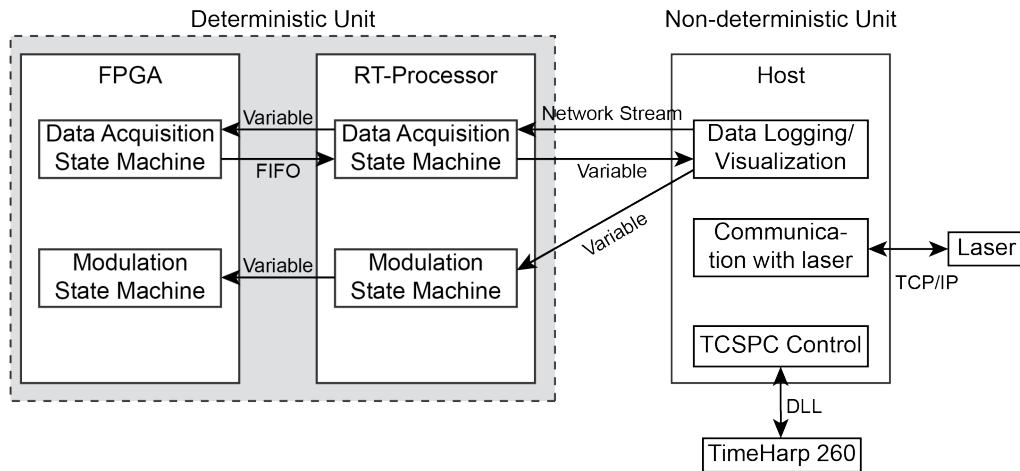 Deterministic Unit
Non-deterministic Unit
FPGA
RT-Processor
Host
Variable
Network Stream
Data Acquisition
State Machine
Data Acquisition
State Machine
Data Logging/
Visualization
FIFO
Variable
Variable
Modulation
State Machine
Variable
Modulation
State Machine
Communica-
tion with laser
Laser
TCP/IP
TCSPC Control
DLL
TimeHarp 260